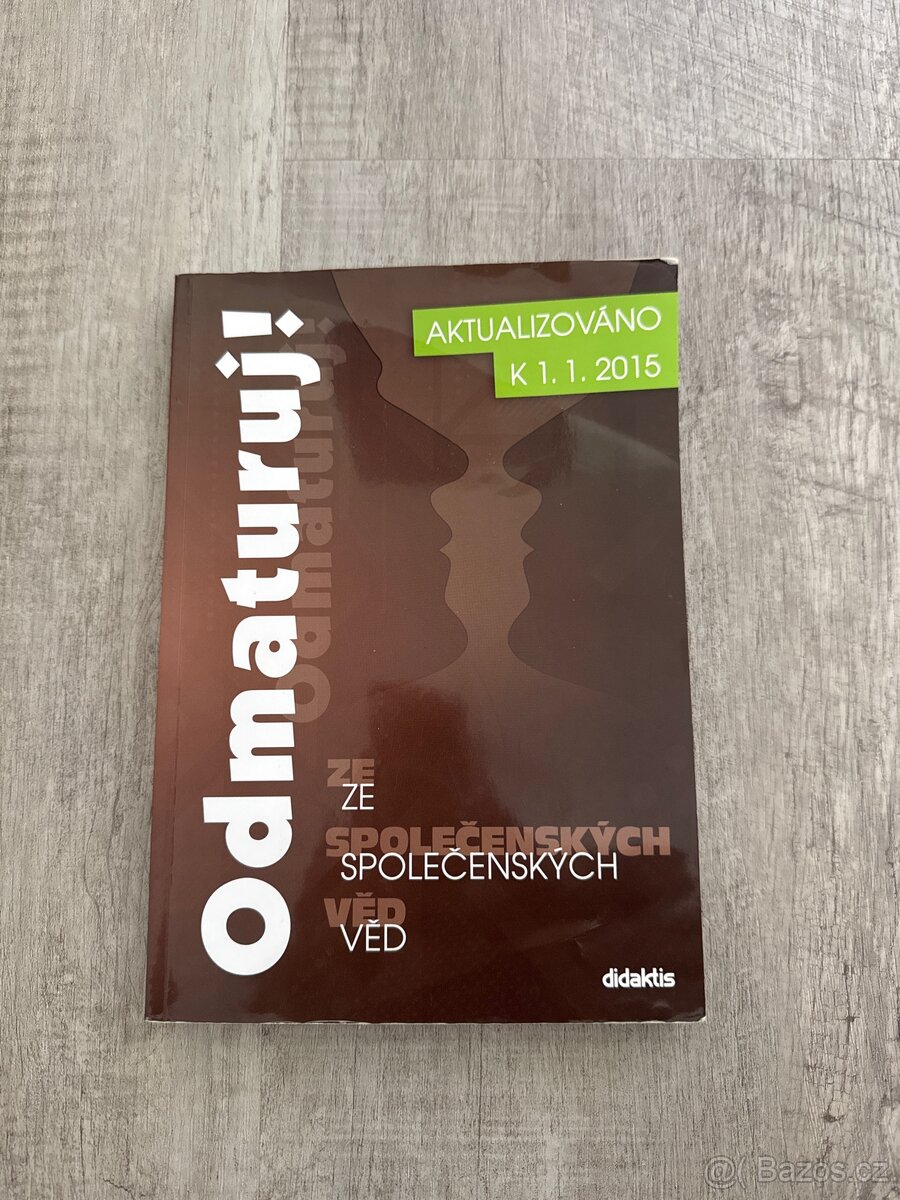 AKTUALIZOVÁNO
K 1. 1. 2015
Odmaturuj!
Odmaturuj!
ZE
ZE
SPOLEČENSKÝCH
SPOLEČENSKÝCH
VĚD
VĚD
didaktis
@ Bazos.cz